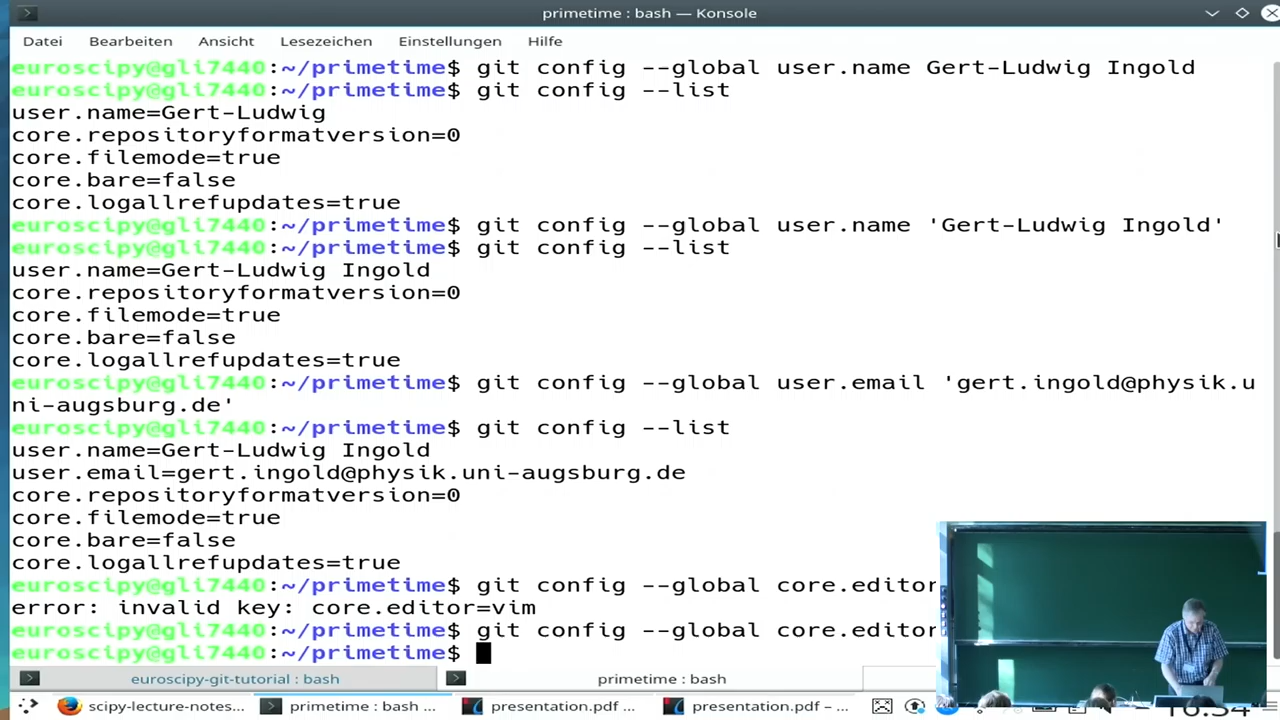 primetime : bash — Konsole
Datei Bearbeiten Ansicht Lesezeichen Einstellungen Hilfe
euroscipy@gli7440:~/primetime$ git config --global user.name Gert-Ludwig Ingold
euroscipy@gli7440:~/primetime$ git config --list
user.name=Gert-Ludwig
core.repositoryformatversion=0
core.filemode=true
core.bare=false
core.logallrefupdates=true
euroscipy@gli7440:~/primetime$ git config --global user.name 'Gert-Ludwig Ingold'
euroscipy@gli7440:~/primetime$ git config --list
user.name=Gert-Ludwig Ingold
core.repositoryformatversion=0
core.filemode=true
core.bare=false
core.logallrefupdates=true
euroscipy@gli7440:~/primetime$ git config --global user.email 'gert.ingold@physik.u
ni-augsburg.de'
euroscipy@gli7440:~/primetime$ git config --list
user.name=Gert-Ludwig Ingold
user.email=gert.ingold@physik.uni-augsburg.de
core.repositoryformatversion=0
core.filemode=true
core.bare=false
core.logallrefupdates=true
euroscipy@gli7440:~/primetime$ git config --global core.editor
error: invalid key: core.editor=vim
euroscipy@gli7440:~/primetime$ git config --global core.editor
euroscipy@gli7440:~/primetime$
euroscipy-git-tutorial : bash primetime : bash
scipy-lecture-notes... primetime : bash ... presentation.pdf ... presentation.pdf – ...